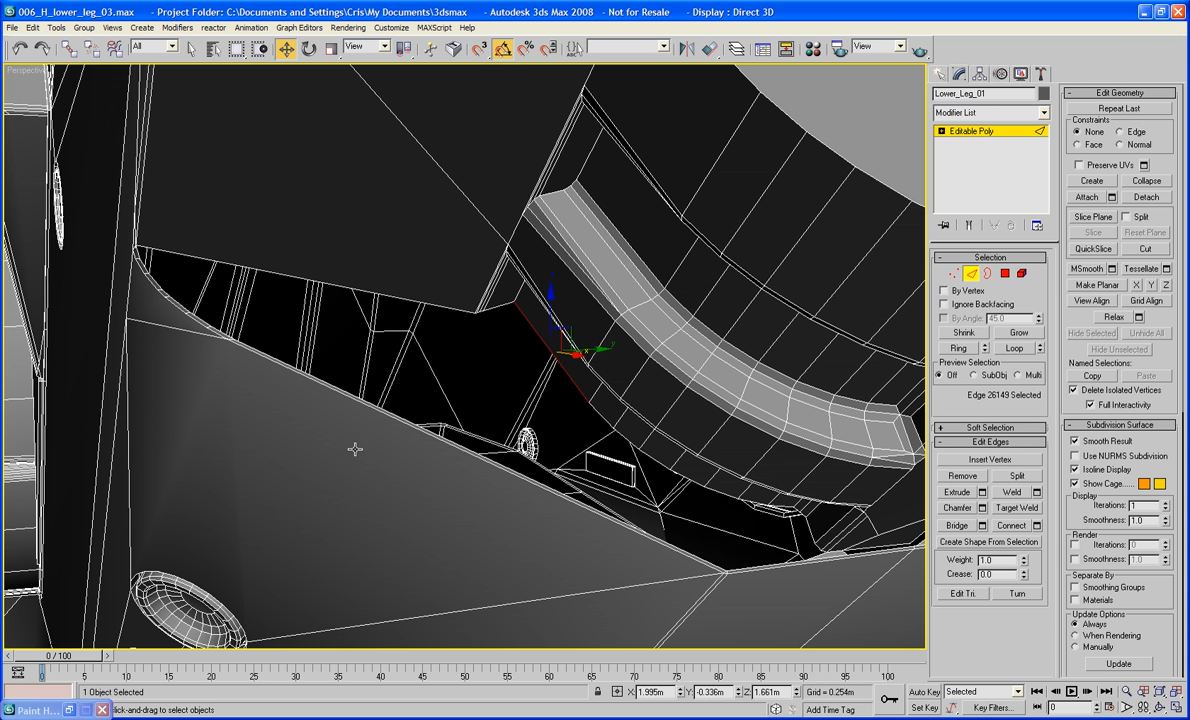 006_H_lower_leg_03.max - Project Folder: C:\Documents and Settings\Cris\My Documents\3dsmax - Autodesk 3ds Max 2008 - Not for Resale - Display : Direct 3D
File Edit Tools Group Views Create Modifiers reactor Animation Graph Editors Rendering Customize MAXScript Help
All View View
Perspective
Lower_Leg_01
Modifier List
Editable Poly
Selection
By Vertex
Ignore Backfacing
By Angle: 45.0
Shrink Grow
Ring Loop
Preview Selection
Off SubObj Multi
Edge 26149 Selected
Soft Selection
Edit Edges
Insert Vertex
Remove Split
Extrude Weld
Chamfer Target Weld
Bridge Connect
Create Shape From Selection
Weight: 1.0
Crease: 0.0
Edit Tri. Turn
Edit Geometry
Repeat Last
Constraints
None Edge
Face Normal
Preserve UVs
Create Collapse
Attach Detach
Slice Plane Split
Slice Reset Plane
QuickSlice Cut
MSmooth Tessellate
Make Planar X Y Z
View Align Grid Align
Relax
Hide Selected Unhide All
Hide Unselected
Named Selections:
Copy Paste
Delete Isolated Vertices
Full Interactivity
Subdivision Surface
Smooth Result
Use NURMS Subdivision
Isoline Display
Show Cage......
Display
Iterations: 1
Smoothness: 1.0
Render
Iterations: 0
Smoothness: 1.0
Separate By
Smoothing Groups
Materials
Update Options
Always
When Rendering
Manually
Update
0 / 100
0 5 10 15 20 25 30 35 40 45 50 55 60 65 70 75 80 85 90 95 100
1 Object Selected X: 1.995m Y: -0.336m Z: 1.661m Grid = 0.254m Auto Key Selected
Paint H... lick-and-drag to select objects Add Time Tag Set Key Key Filters... 0